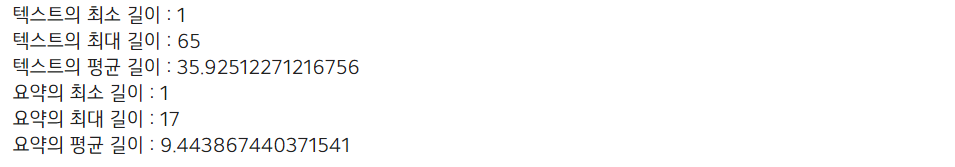 텍스트의 최소 길이 : 1
텍스트의 최대 길이 : 65
텍스트의 평균 길이 : 35.92512271216756
요약의 최소 길이 : 1
요약의 최대 길이 : 17
요약의 평균 길이 : 9.443867440371541